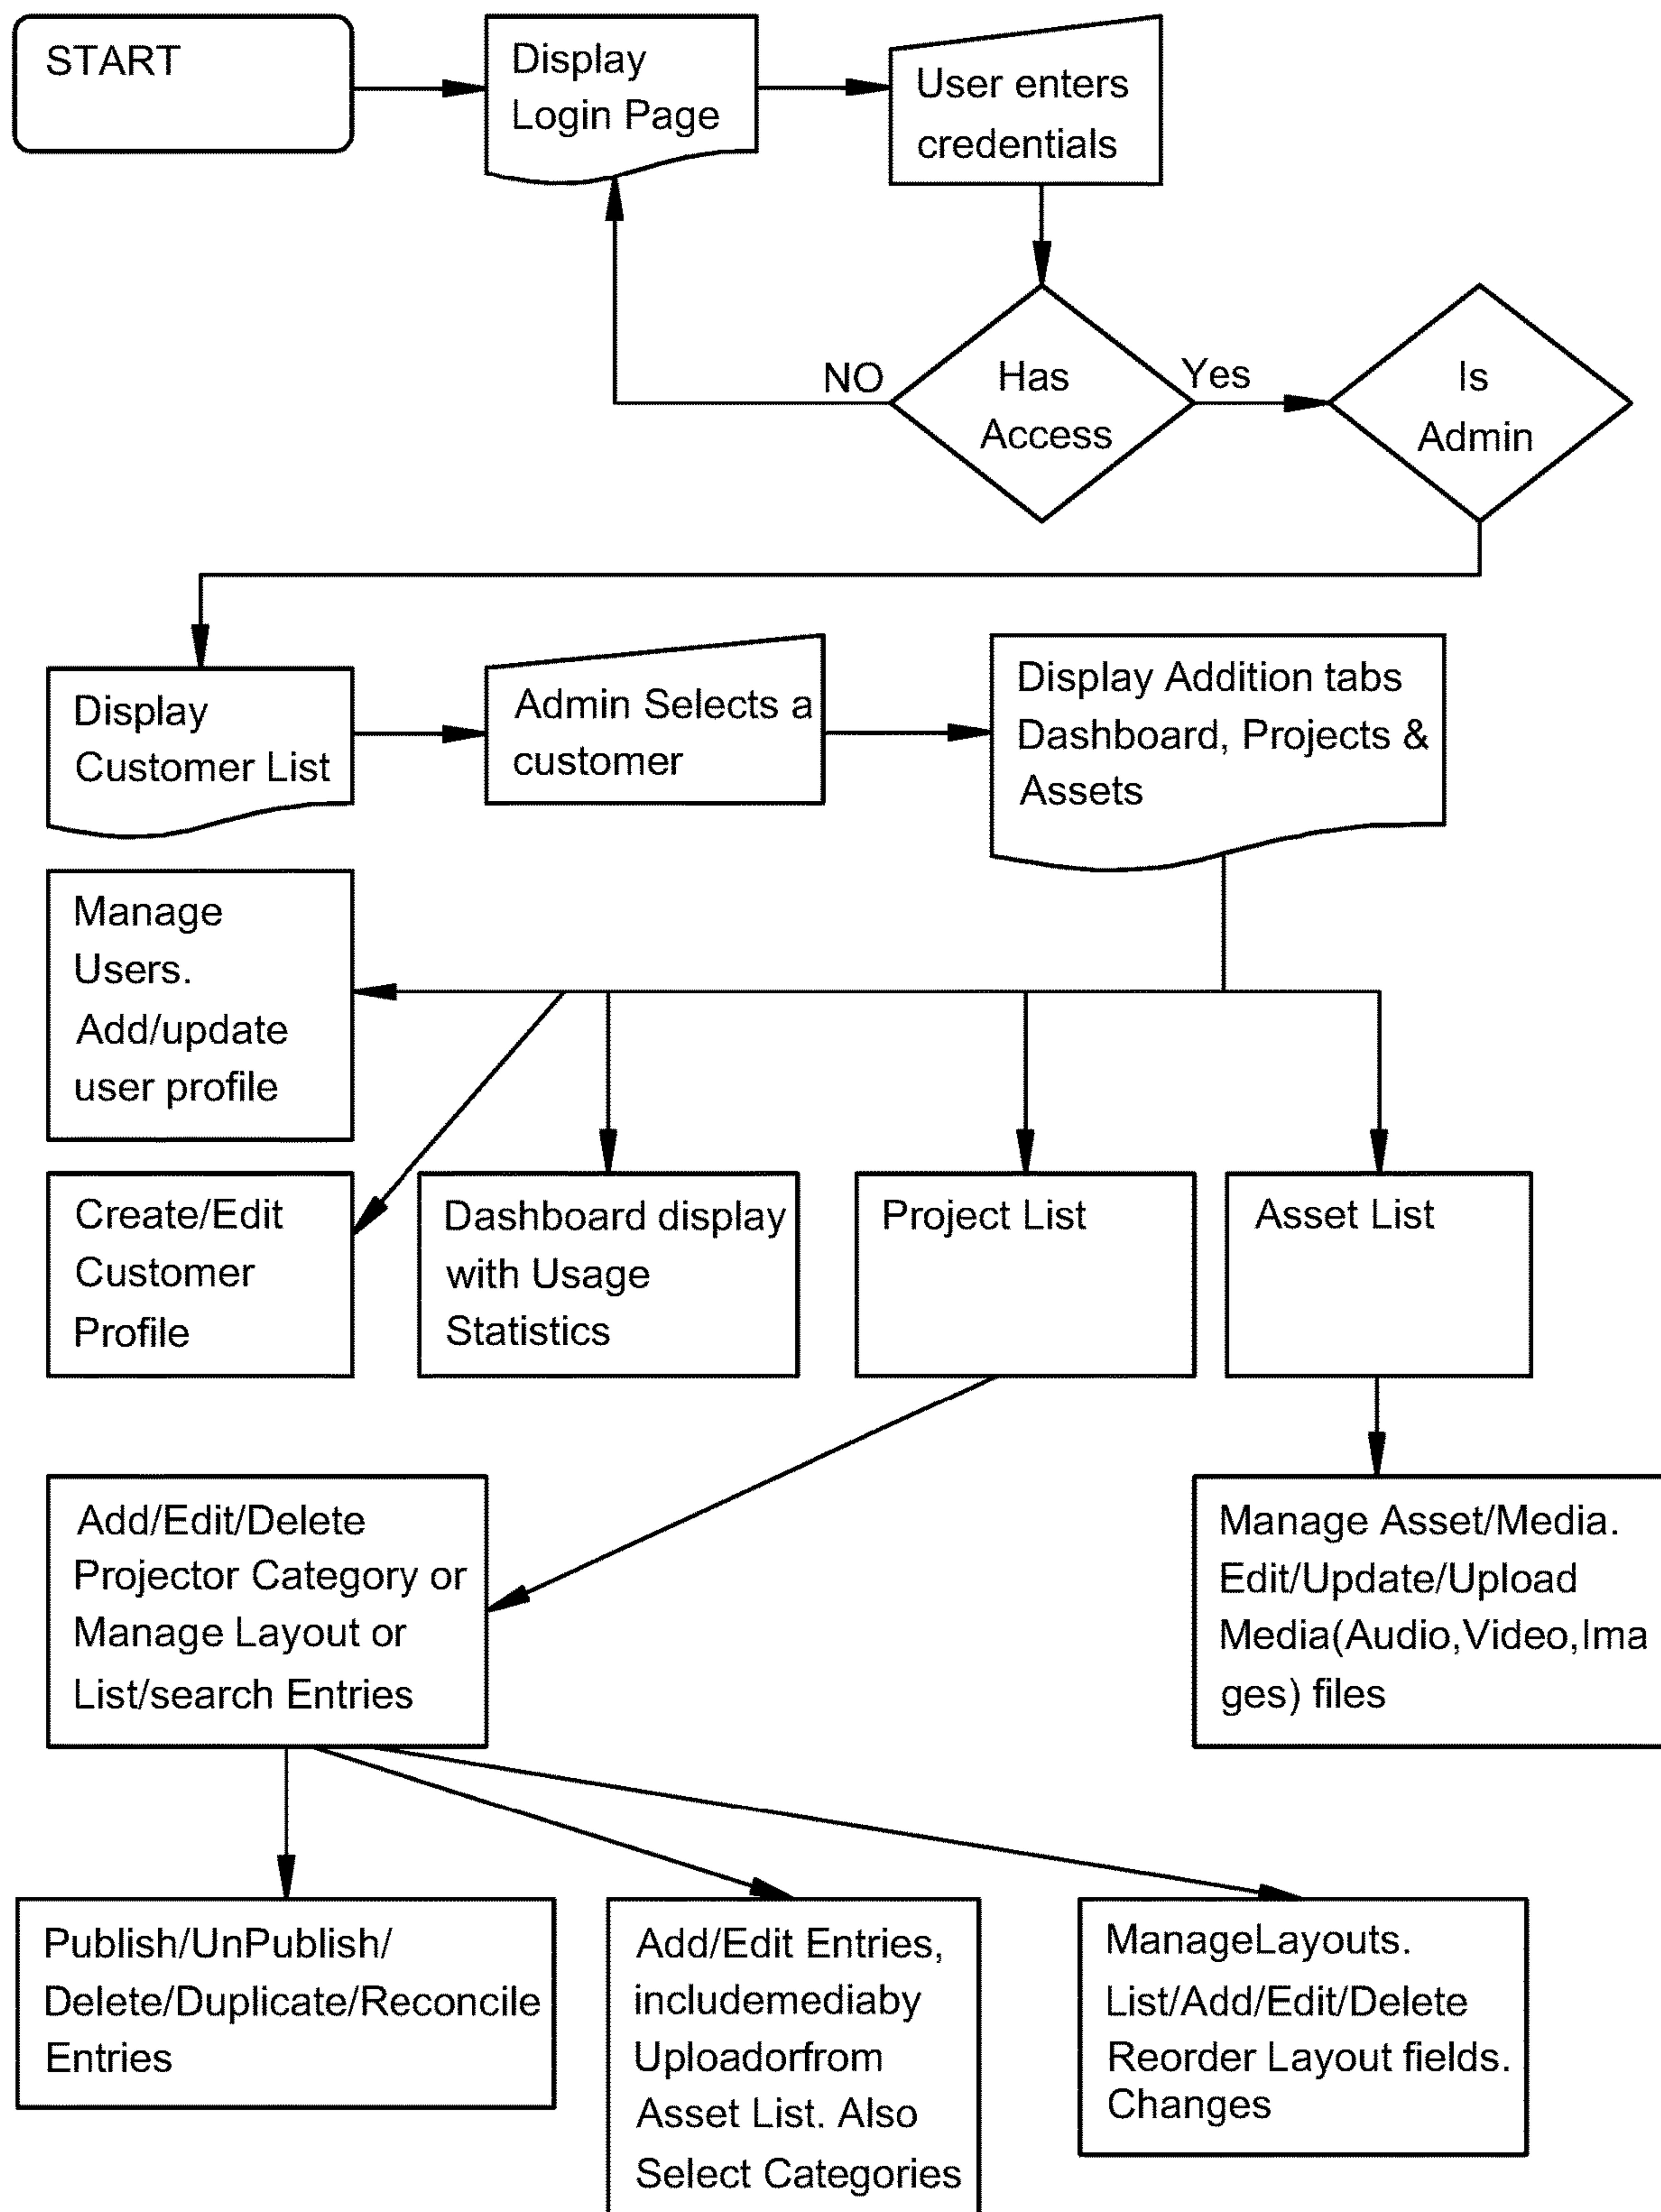 START
Display
Login Page
User enters
credentials
NO
Has
Access
Yes
Is
Admin
Display
Customer List
Admin Selects a
customer
Display Addition tabs
Dashboard, Projects &
Assets
Manage
Users.
Add/update
user profile
Create/Edit
Customer
Profile
Dashboard display
with Usage
Statistics
Project List
Asset List
Add/Edit/Delete
Projector Category or
Manage Layout or
List/search Entries
Manage Asset/Media.
Edit/Update/Upload
Media(Audio,Video,Ima
ges) files
Publish/UnPublish/
Delete/Duplicate/Reconcile
Entries
Add/Edit Entries,
includemediaby
Uploadorfrom
Asset List. Also
Select Categories
ManageLayouts.
List/Add/Edit/Delete
Reorder Layout fields.
Changes